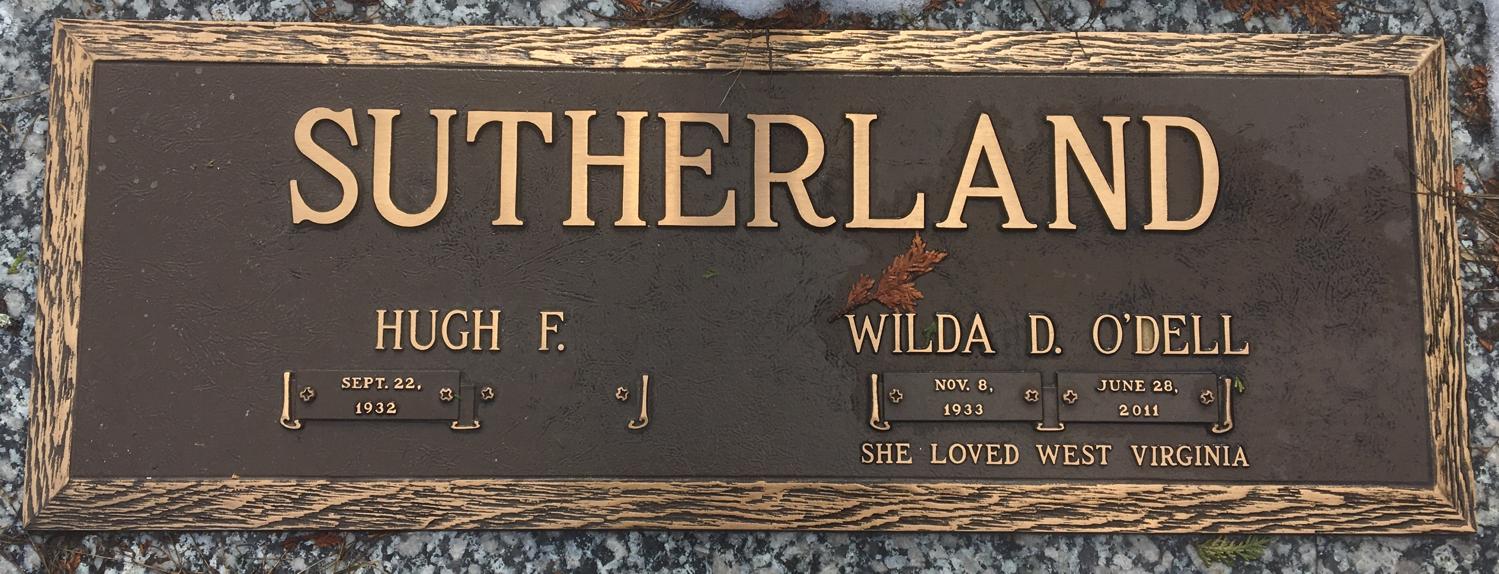 SUTHERLAND
HUGH F.
SEPT. 22,
1932
WILDA D. O'DELL
NOV. 8,
1933
JUNE 28,
2011
SHE LOVED WEST VIRGINIA